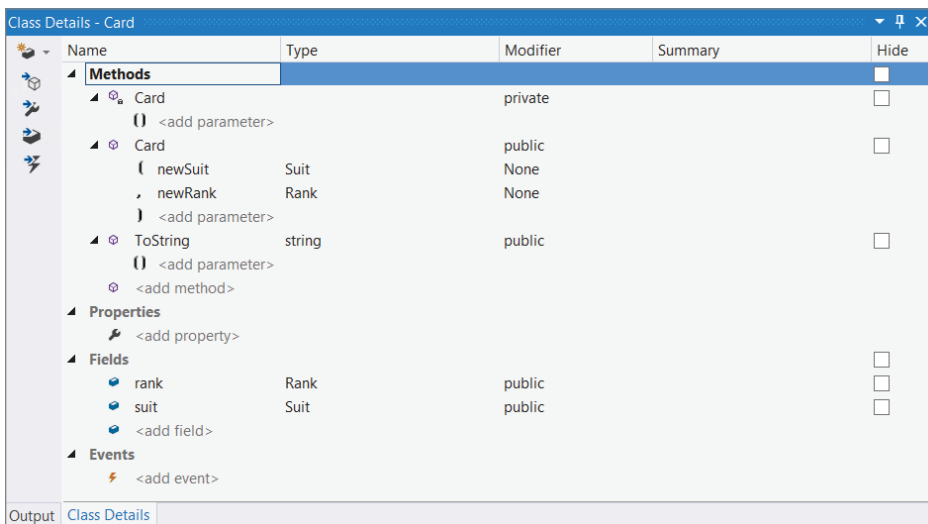 Class Details - Card
Name Type Modifier Summary Hide
Methods
Card private
() <add parameter>
Card public
( newSuit Suit None
, newRank Rank None
) <add parameter>
ToString string public
() <add parameter>
<add method>
Properties
<add property>
Fields
rank Rank public
suit Suit public
<add field>
Events
<add event>
Output Class Details